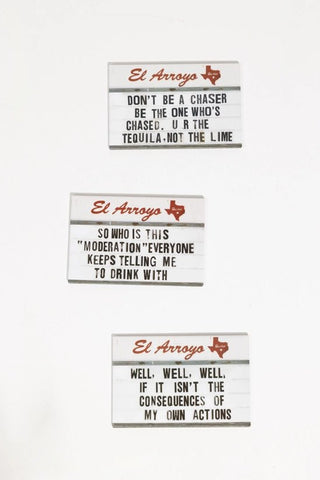 El Arroyo
DON'T BE A CHASER
BE THE ONE WHO'S
CHASED. U R THE
TEQUILA.NOT THE LIME
El Arroyo
SO WHO IS THIS
"MODERATION"EVERYONE
KEEPS TELLING ME
TO DRINK WITH
El Arroyo
WELL, WELL, WELL,
IF IT ISN'T THE
CONSEQUENCES OF
MY OWN ACTIONS